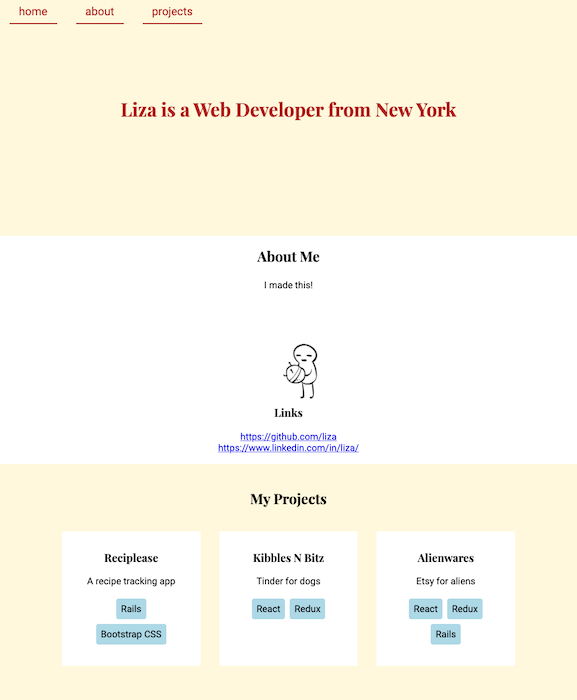 home about projects
Liza is a Web Developer from New York
About Me
I made this!
Links
https://github.com/liza
https://www.linkedin.com/in/liza/
My Projects
Reciplease
A recipe tracking app
Rails
Bootstrap CSS
Kibbles N Bitz
Tinder for dogs
React Redux
Alienwares
Etsy for aliens
React Redux
Rails